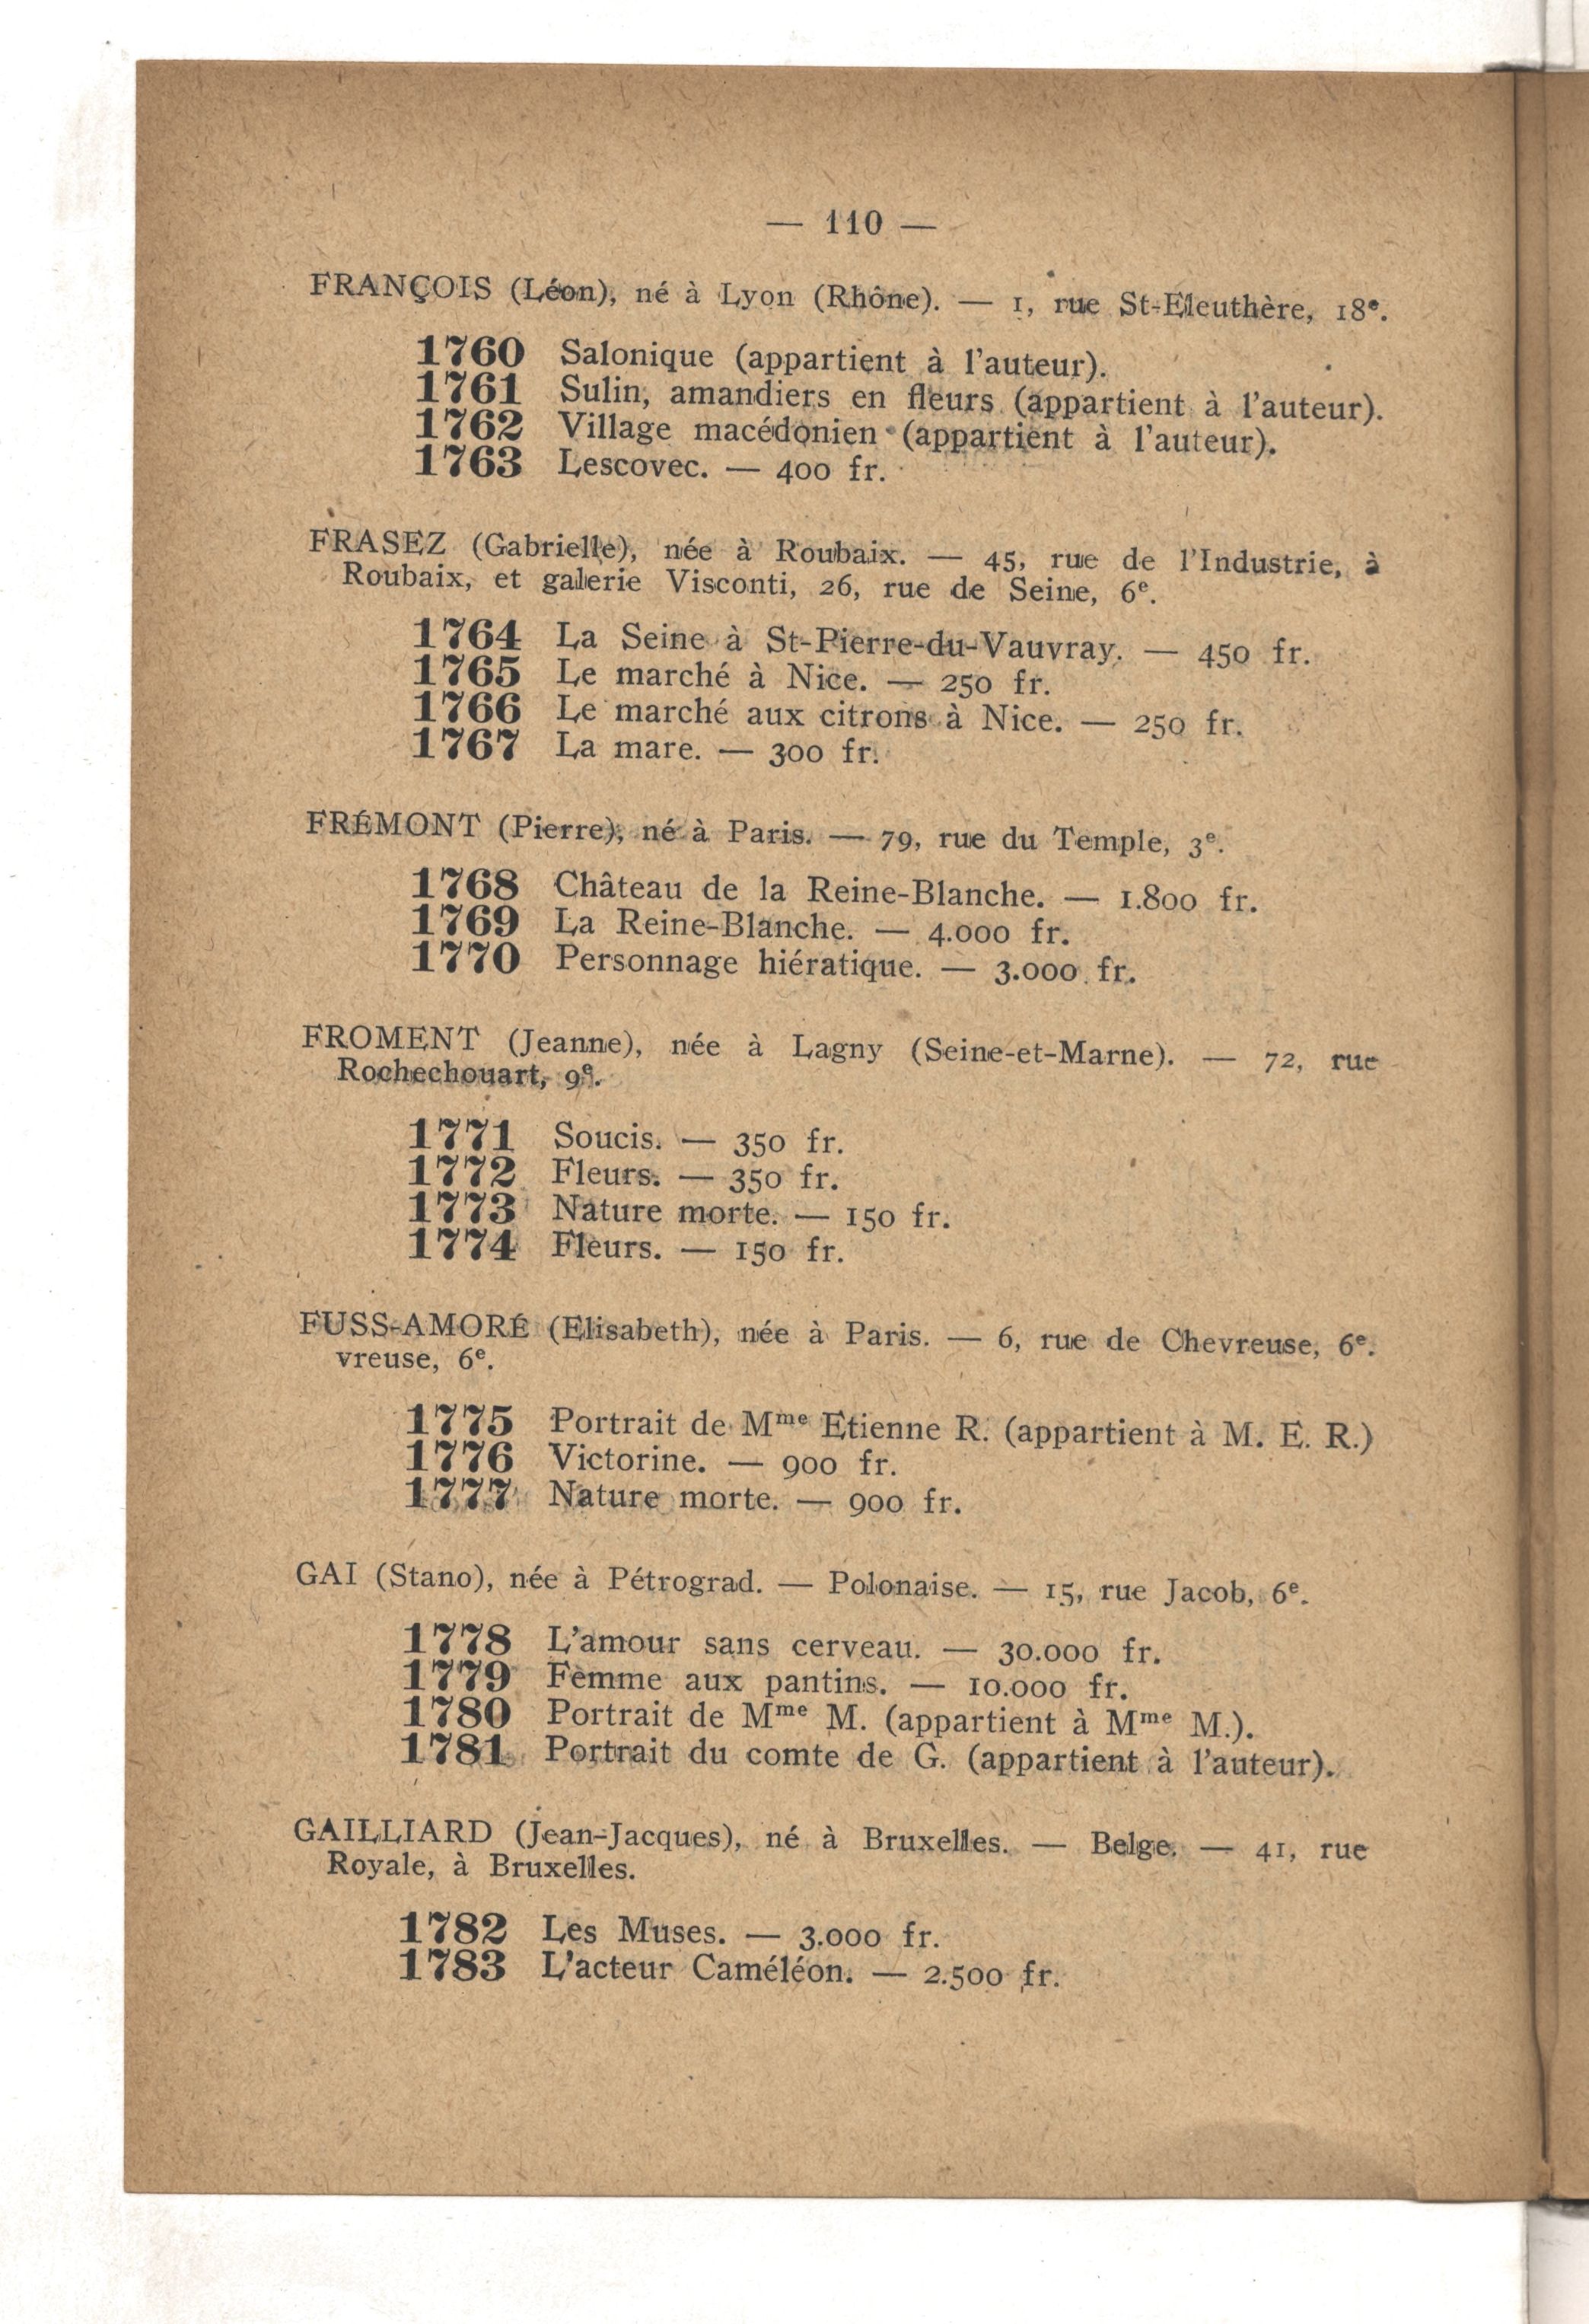 — 110 —
FRANÇOIS (Léon), né à Lyon (Rhône). — 1, rue St-Eleuthère, 18e.
1760 Salonique (appartient à l'auteur).
1761 Sulin, amandiers en fleurs (appartient à l'auteur).
1762 Village macédonien (appartient à l'auteur).
1763 Lescovec. — 400 fr.
FRASEZ (Gabrielle), née à Roubaix. — 45, rue de l'Industrie, à
Roubaix, et galerie Visconti, 26, rue de Seine, 6e.
1764 La Seine à St-Pierre-du-Vauvray. — 450 fr.
1765 Le marché à Nice. — 250 fr.
1766 Le marché aux citrons à Nice. — 250 fr.
1767 La mare. — 300 fr.
FRÉMONT (Pierre), né à Paris. — 79, rue du Temple, 3e.
1768 Château de la Reine-Blanche. — 1.800 fr.
1769 La Reine-Blanche. — 4.000 fr.
1770 Personnage hiératique. — 3.000 fr.
FROMENT (Jeanne), née à Lagny (Seine-et-Marne). — 72, rue
Rochechouart, 9e.
1771 Soucis. — 350 fr.
1772 Fleurs. — 350 fr.
1773 Nature morte. — 150 fr.
1774 Fleurs. — 150 fr.
FUSS-AMORÉ (Elisabeth), née à Paris. — 6, rue de Chevreuse, 6e.
vreuse, 6e.
1775 Portrait de Mme Etienne R. (appartient à M. E. R.)
1776 Victorine. — 900 fr.
1777 Nature morte. — 900 fr.
GAI (Stano), née à Pétrograd. — Polonaise. — 15, rue Jacob, 6e.
1778 L'amour sans cerveau. — 30.000 fr.
1779 Femme aux pantins. — 10.000 fr.
1780 Portrait de Mme M. (appartient à Mme M.).
1781 Portrait du comte de G. (appartient à l'auteur).
GAILLIARD (Jean-Jacques), né à Bruxelles. — Belge. — 41, rue
Royale, à Bruxelles.
1782 Les Muses. — 3.000 fr.
1783 L'acteur Caméléon. — 2.500 fr.